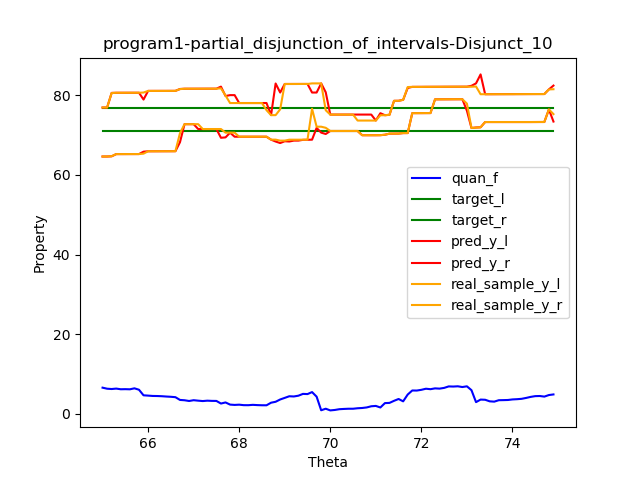 program1-partial_disjunction_of_intervals-Disjunct_10
Property
80
60
40
20
0
66
68
70
72
74
Theta
quan_f
target_l
target_r
pred_y_l
pred_y_r
real_sample_y_l
real_sample_y_r